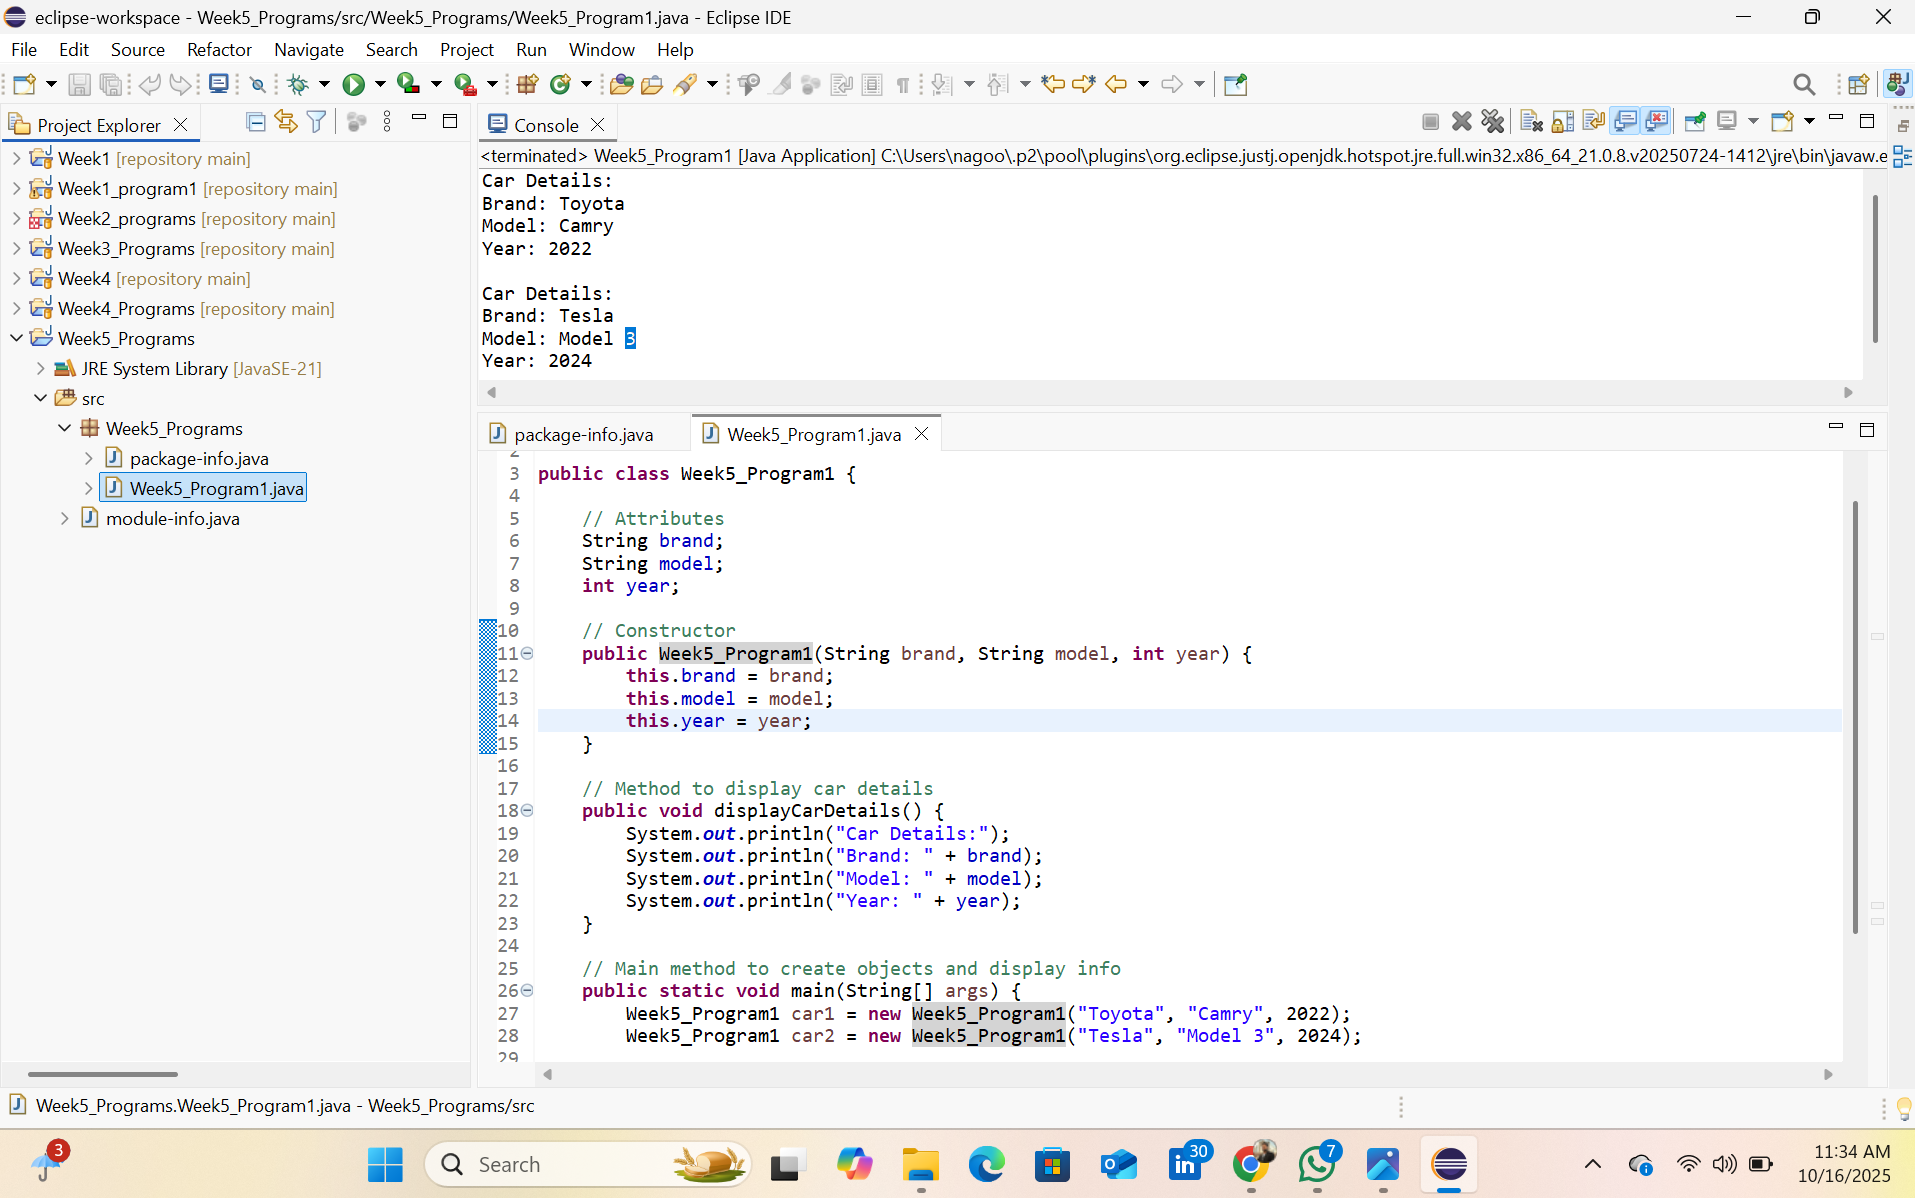 eclipse-workspace - Week5_Programs/src/Week5_Programs/Week5_Program1.java - Eclipse IDE
File Edit Source Refactor Navigate Search Project Run Window Help
Project Explorer
Week1 [repository main]
Week1_program1 [repository main]
Week2_programs [repository main]
Week3_Programs [repository main]
Week4 [repository main]
Week4_Programs [repository main]
Week5_Programs
JRE System Library [JavaSE-21]
src
Week5_Programs
package-info.java
Week5_Program1.java
module-info.java
Console
<terminated> Week5_Program1 [Java Application] C:\Users\nagoo\.p2\pool\plugins\org.eclipse.justj.openjdk.hotspot.jre.full.win32.x86_64_21.0.8.v20250724-1412\jre\bin\javaw.e
Car Details:
Brand: Toyota
Model: Camry
Year: 2022
Car Details:
Brand: Tesla
Model: Model 3
Year: 2024
package-info.java Week5_Program1.java
2
3 public class Week5_Program1 {
4
5 // Attributes
6 String brand;
7 String model;
8 int year;
9
10 // Constructor
11 public Week5_Program1(String brand, String model, int year) {
12 this.brand = brand;
13 this.model = model;
14 this.year = year;
15 }
16
17 // Method to display car details
18 public void displayCarDetails() {
19 System.out.println("Car Details:");
20 System.out.println("Brand: " + brand);
21 System.out.println("Model: " + model);
22 System.out.println("Year: " + year);
23 }
24
25 // Main method to create objects and display info
26 public static void main(String[] args) {
27 Week5_Program1 car1 = new Week5_Program1("Toyota", "Camry", 2022);
28 Week5_Program1 car2 = new Week5_Program1("Tesla", "Model 3", 2024);
29
Week5_Programs.Week5_Program1.java - Week5_Programs/src
3
Search
30
7
11:34 AM
10/16/2025